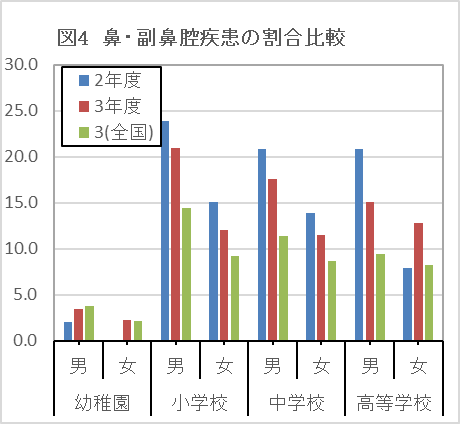 図4　鼻・副鼻腔疾患の割合比較
30.0
25.0
20.0
15.0
10.0
5.0
0.0
2年度
3年度
3(全国)
男 女 男 女 男 女 男 女
幼稚園 小学校 中学校 高等学校